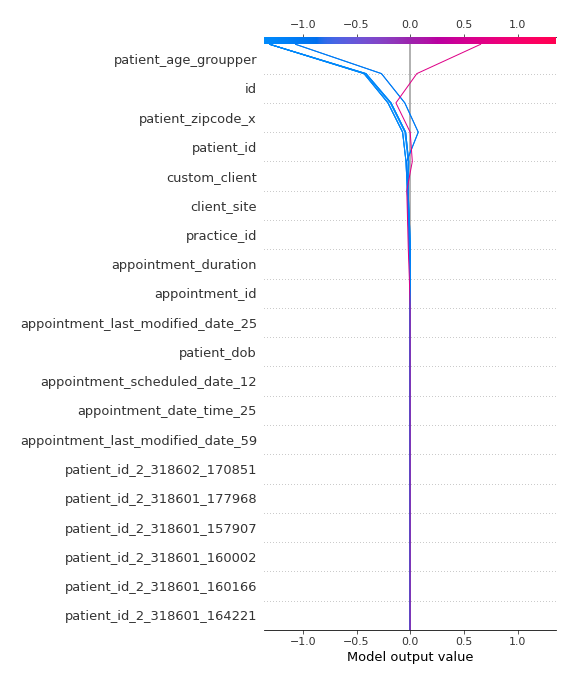 −1.0 −0.5 0.0 0.5 1.0
patient_age_groupper
id
patient_zipcode_x
patient_id
custom_client
client_site
practice_id
appointment_duration
appointment_id
appointment_last_modified_date_25
patient_dob
appointment_scheduled_date_12
appointment_date_time_25
appointment_last_modified_date_59
patient_id_2_318602_170851
patient_id_2_318601_177968
patient_id_2_318601_157907
patient_id_2_318601_160002
patient_id_2_318601_160166
patient_id_2_318601_164221
−1.0 −0.5 0.0 0.5 1.0
Model output value